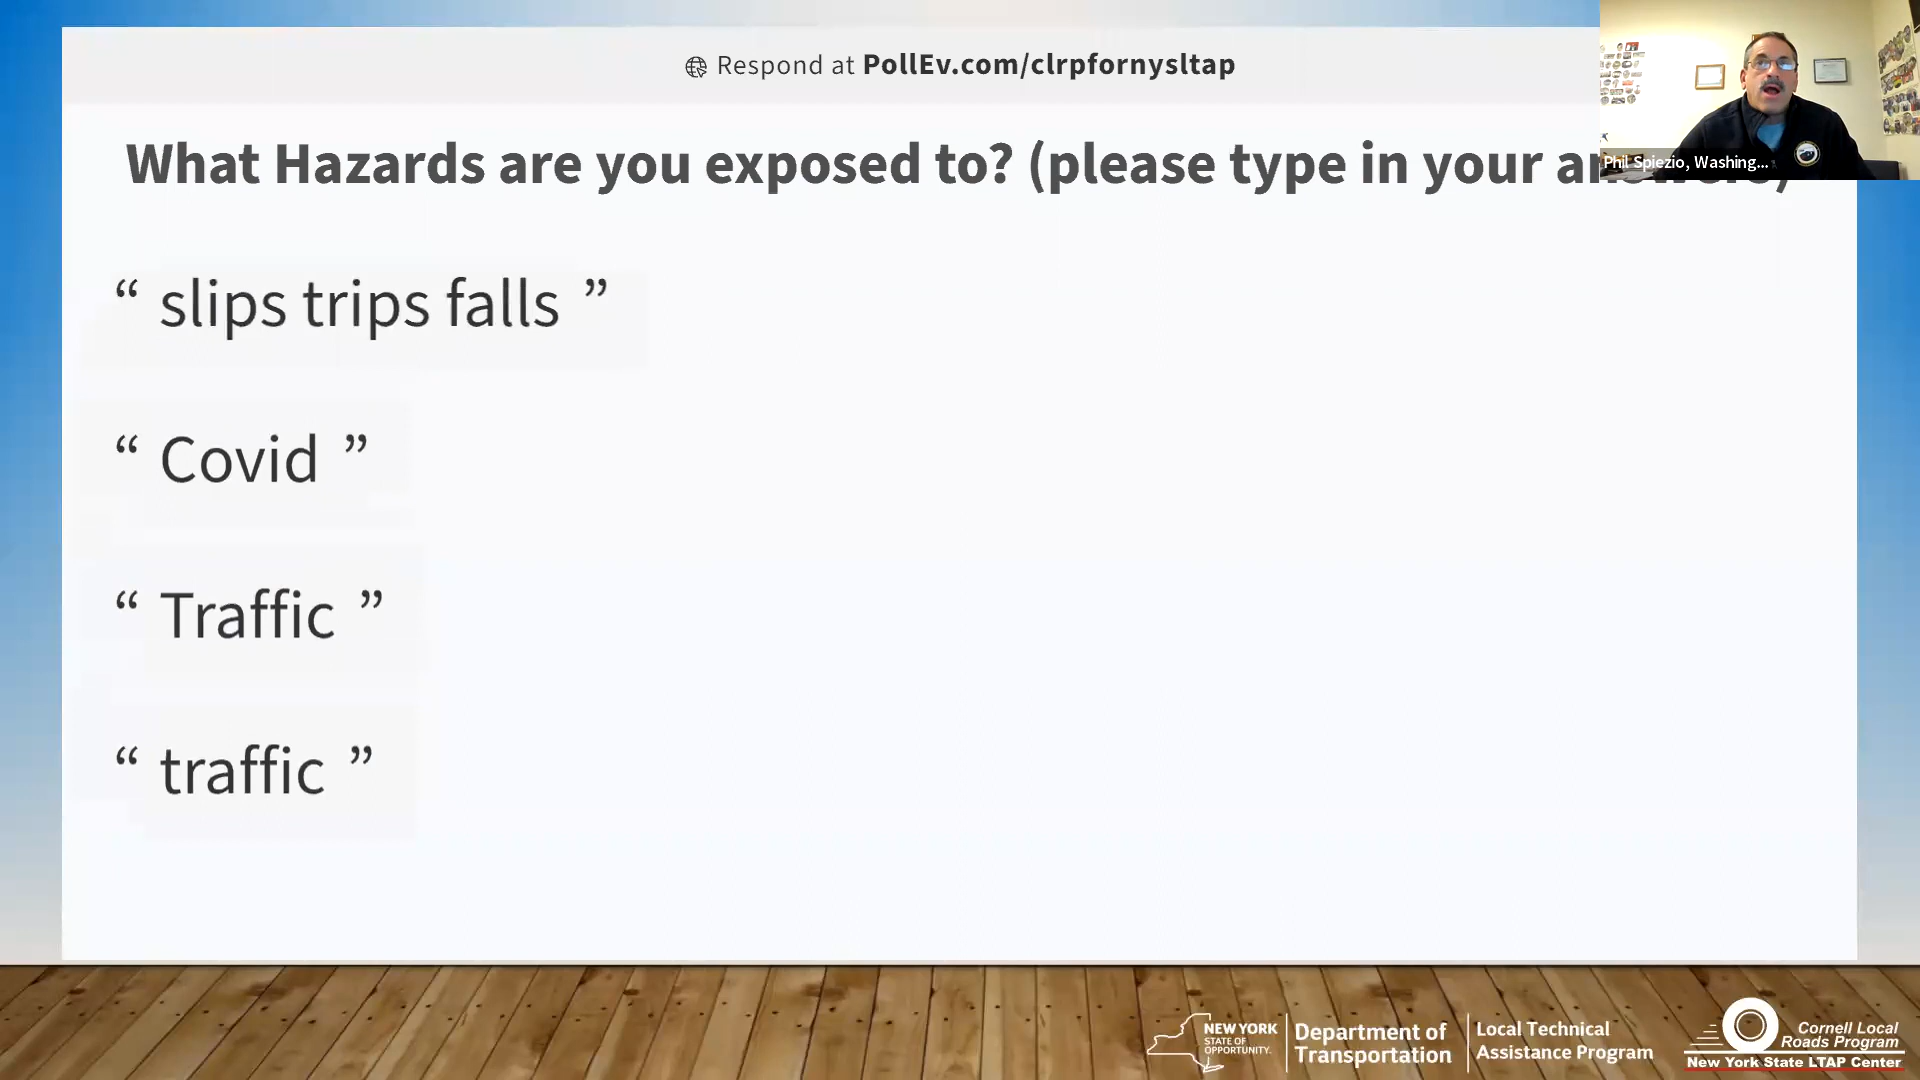 Respond at PollEv.com/clrpfornysltap
What Hazards are you exposed to? (please type in your answers)
Phil Spiezio, Washing...
“ slips trips falls ”
“ Covid ”
“ Traffic ”
“ traffic ”
NEW YORK
STATE OF
OPPORTUNITY.
Department of
Transportation
Local Technical
Assistance Program
Cornell Local
Roads Program
New York State LTAP Center